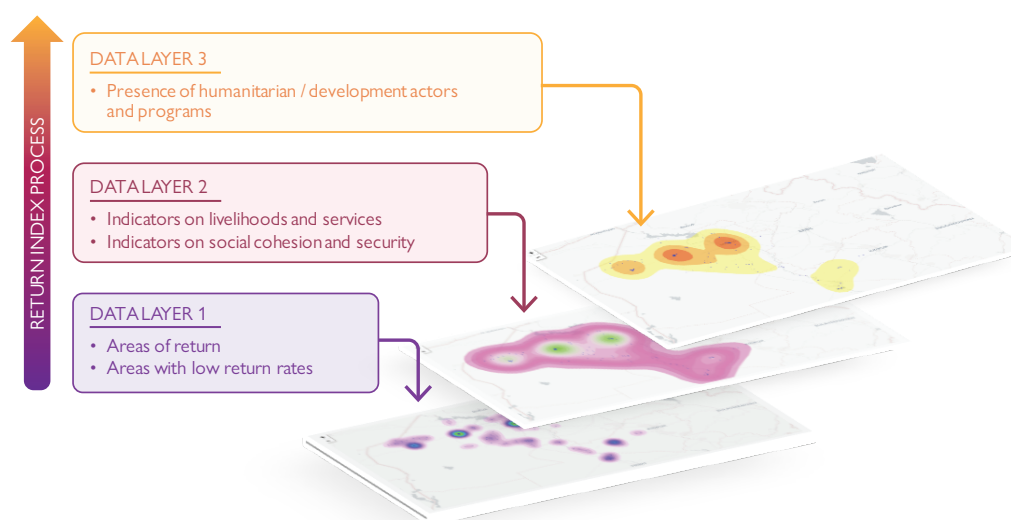 RETURN INDEX PROCESS
DATA LAYER 3
• Presence of humanitarian / development actors
and programs
DATA LAYER 2
• Indicators on livelihoods and services
• Indicators on social cohesion and security
DATA LAYER 1
• Areas of return
• Areas with low return rates